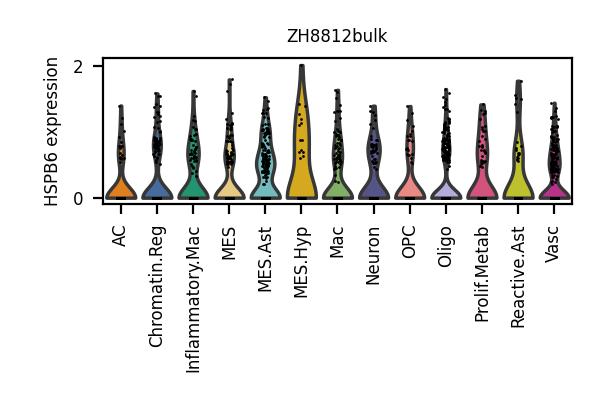 ZH8812bulk
HSPB6 expression
2
0
AC
Chromatin.Reg
Inflammatory.Mac
MES
MES.Ast
MES.Hyp
Mac
Neuron
OPC
Oligo
Prolif.Metab
Reactive.Ast
Vasc